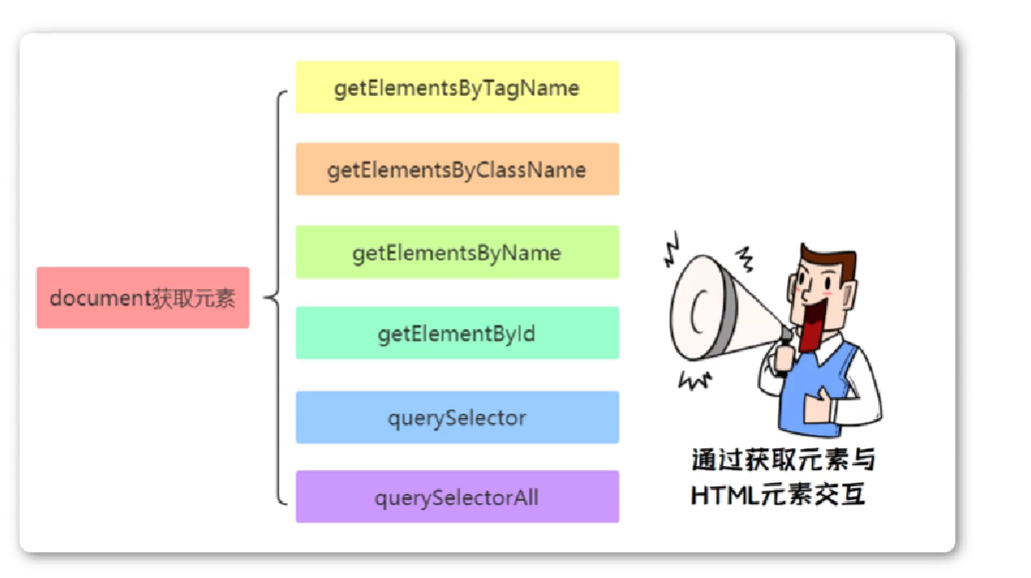 getElementsByTagName
getElementsByClassName
getElementsByName
document获取元素
getElementById
querySelector
querySelectorAll
通过获取元素与
HTML元素交互